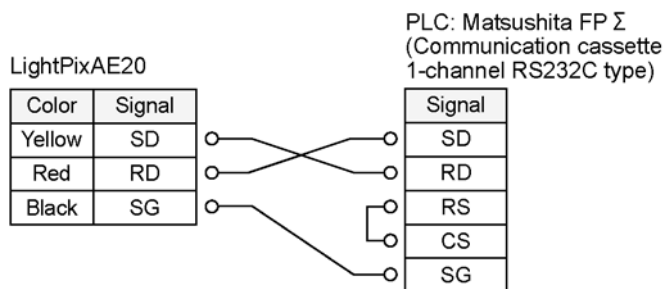 PLC: Matsushita FP Σ
(Communication cassette
1-channel RS232C type)
LightPixAE20
Color Signal
Yellow SD
Red RD
Black SG
Signal
SD
RD
RS
CS
SG